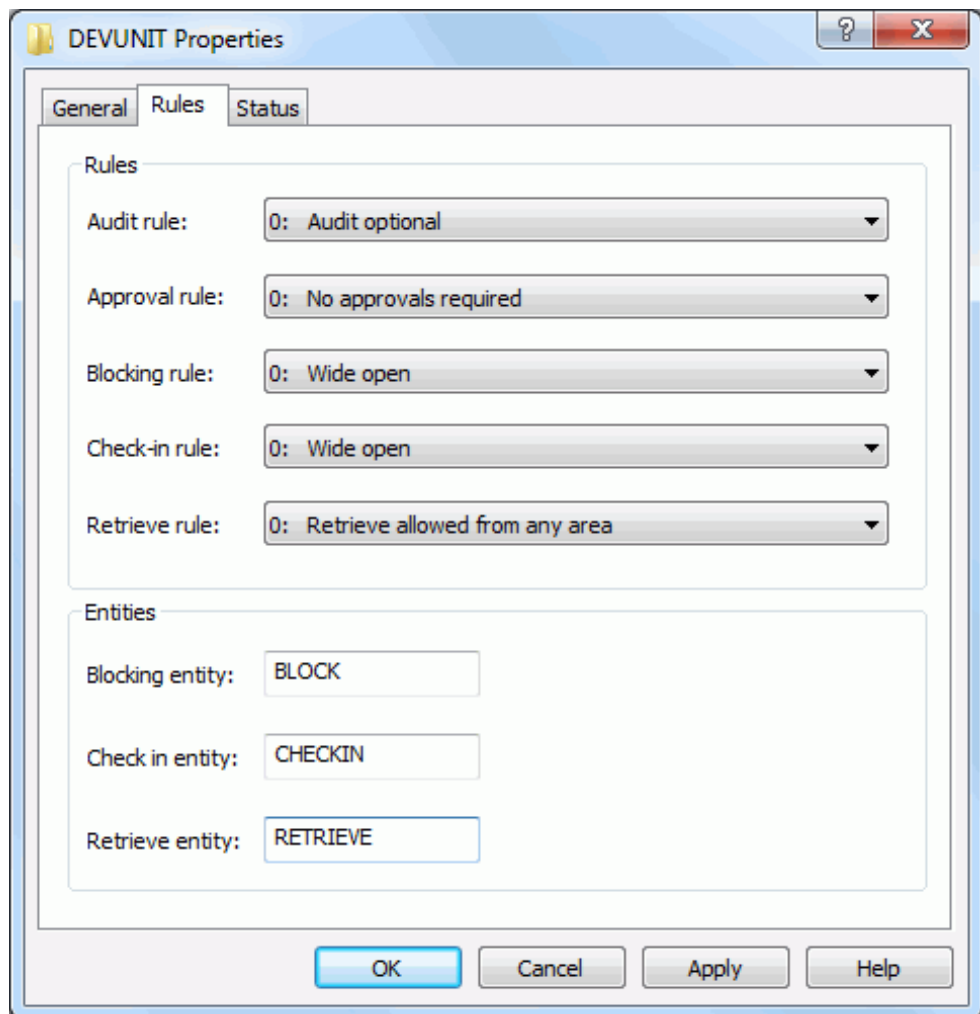 DEVUNIT Properties
General Rules Status
Rules
Audit rule: 0: Audit optional
Approval rule: 0: No approvals required
Blocking rule: 0: Wide open
Check-in rule: 0: Wide open
Retrieve rule: 0: Retrieve allowed from any area
Entities
Blocking entity: BLOCK
Check in entity: CHECKIN
Retrieve entity: RETRIEVE
OK Cancel Apply Help